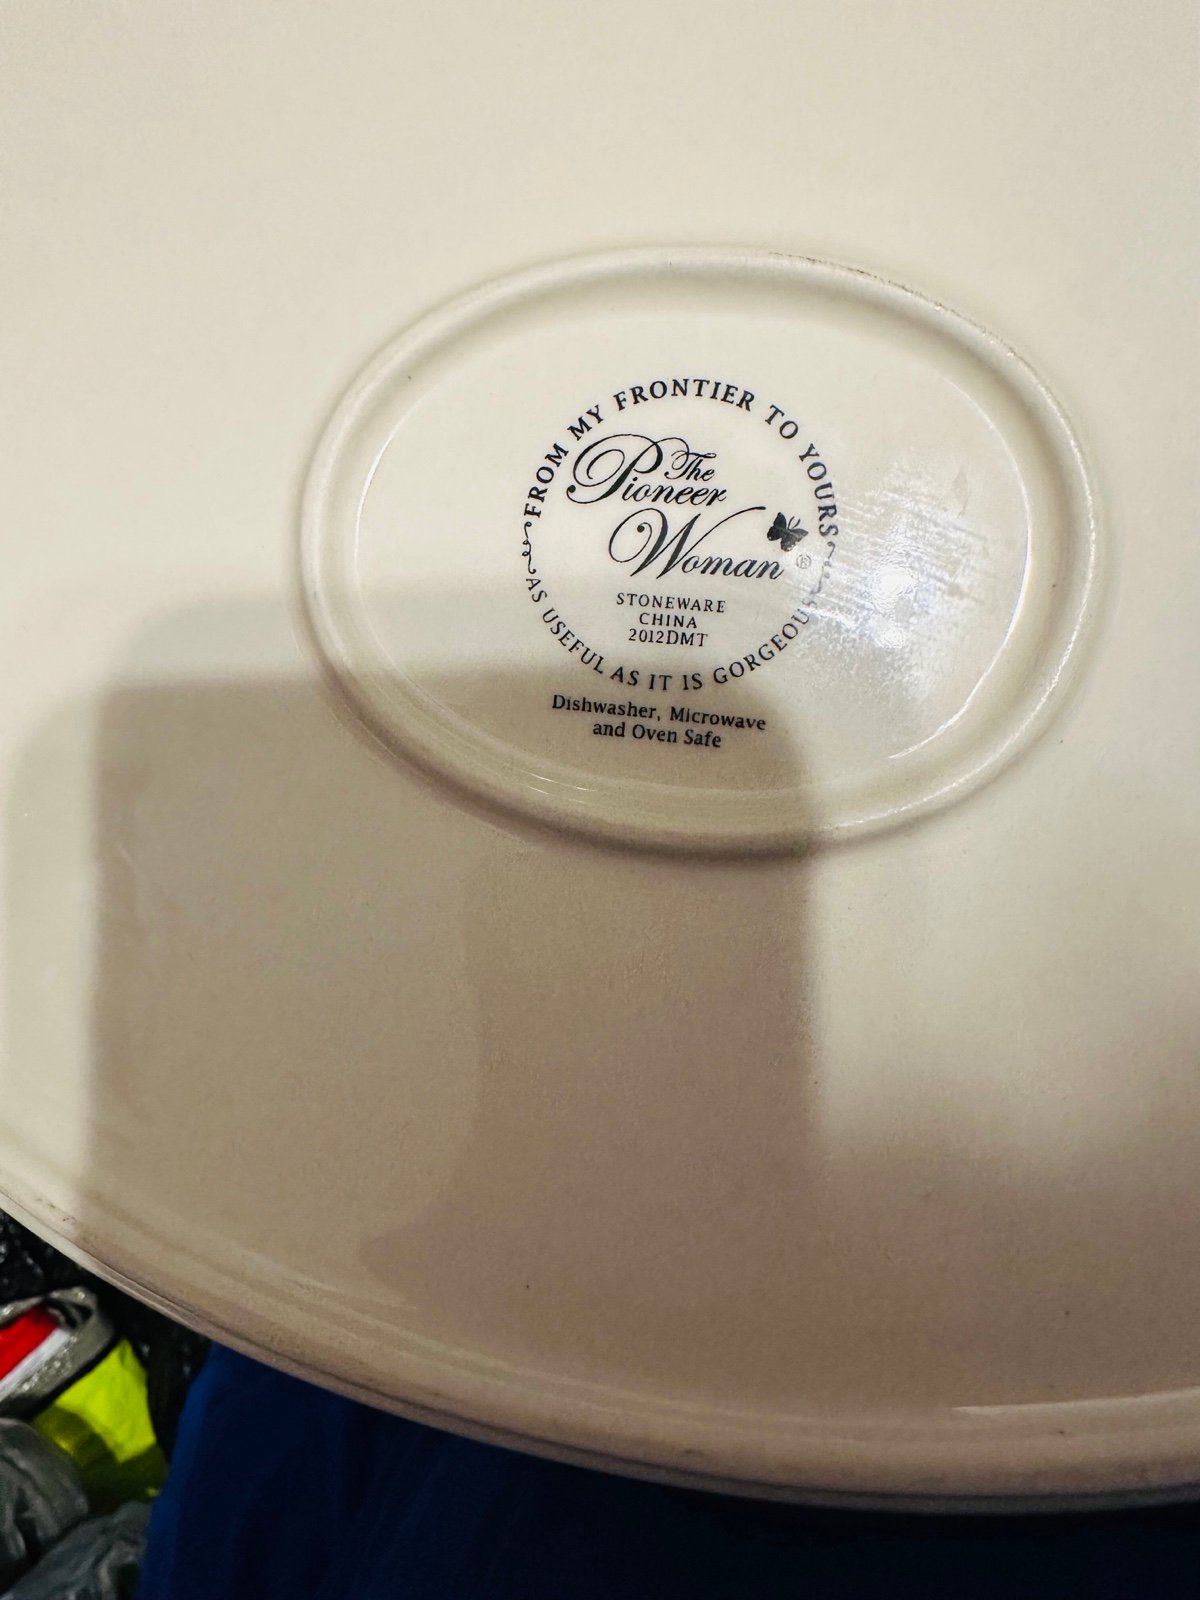 FROM MY FRONTIER TO YOURS
The
Pioneer
Woman ®
STONEWARE
CHINA
2012DMT
AS USEFUL AS IT IS GORGEOUS
Dishwasher, Microwave
and Oven Safe